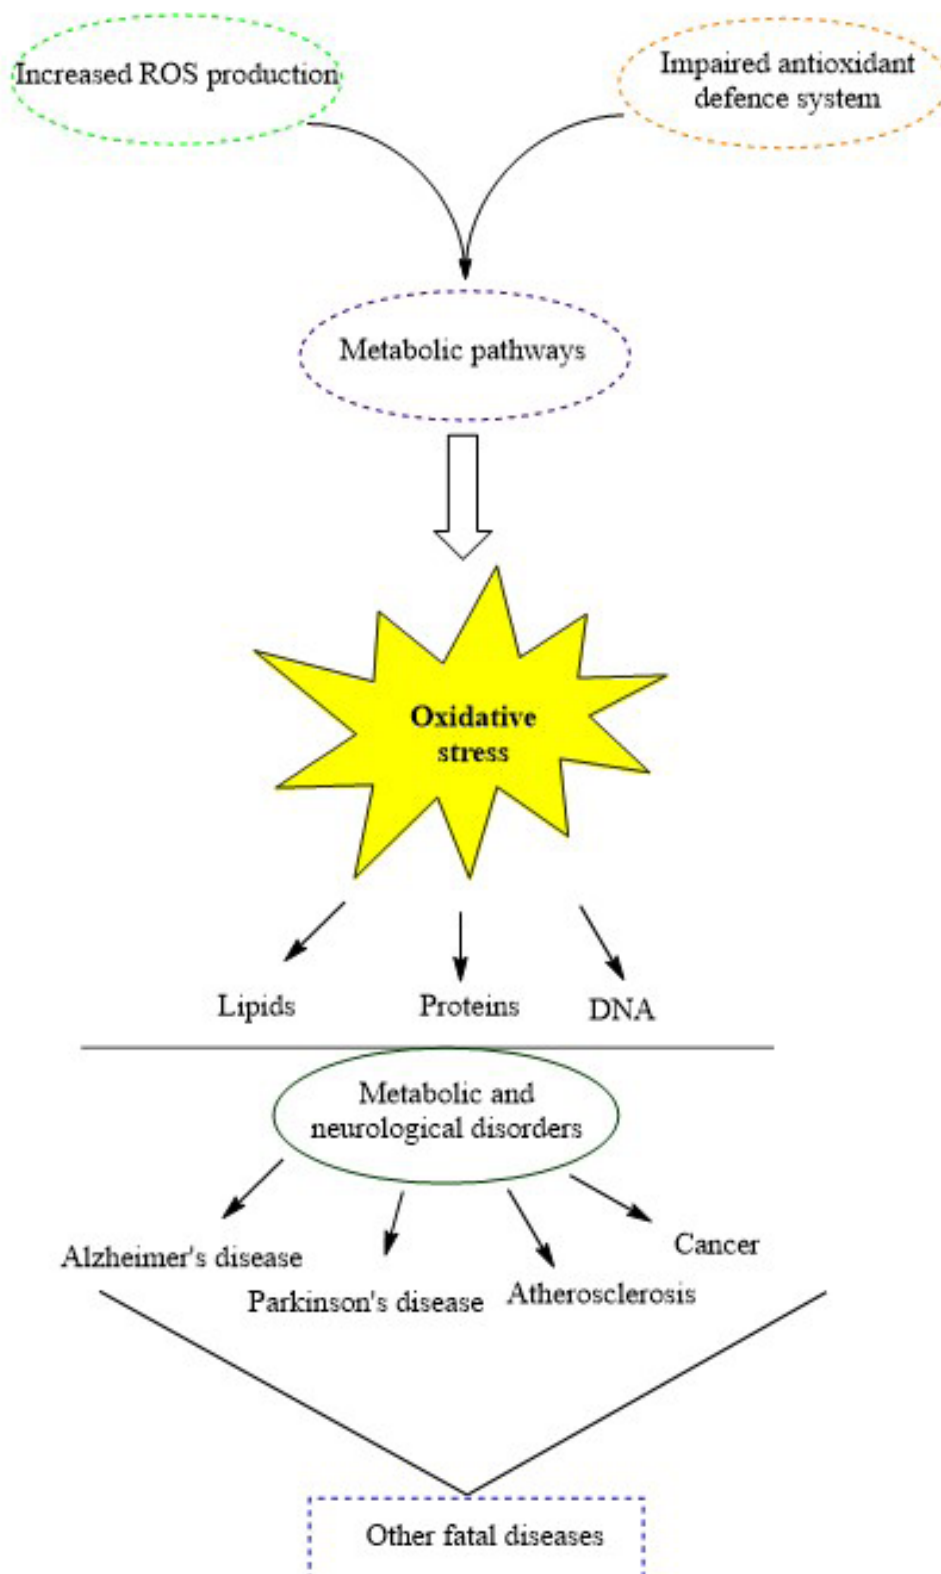 Increased ROS production
Impaired antioxidant
defence system
Metabolic pathways
Oxidative
stress
Lipids
Proteins
DNA
Metabolic and
neurological disorders
Alzheimer's disease
Parkinson's disease
Atherosclerosis
Cancer
Other fatal diseases